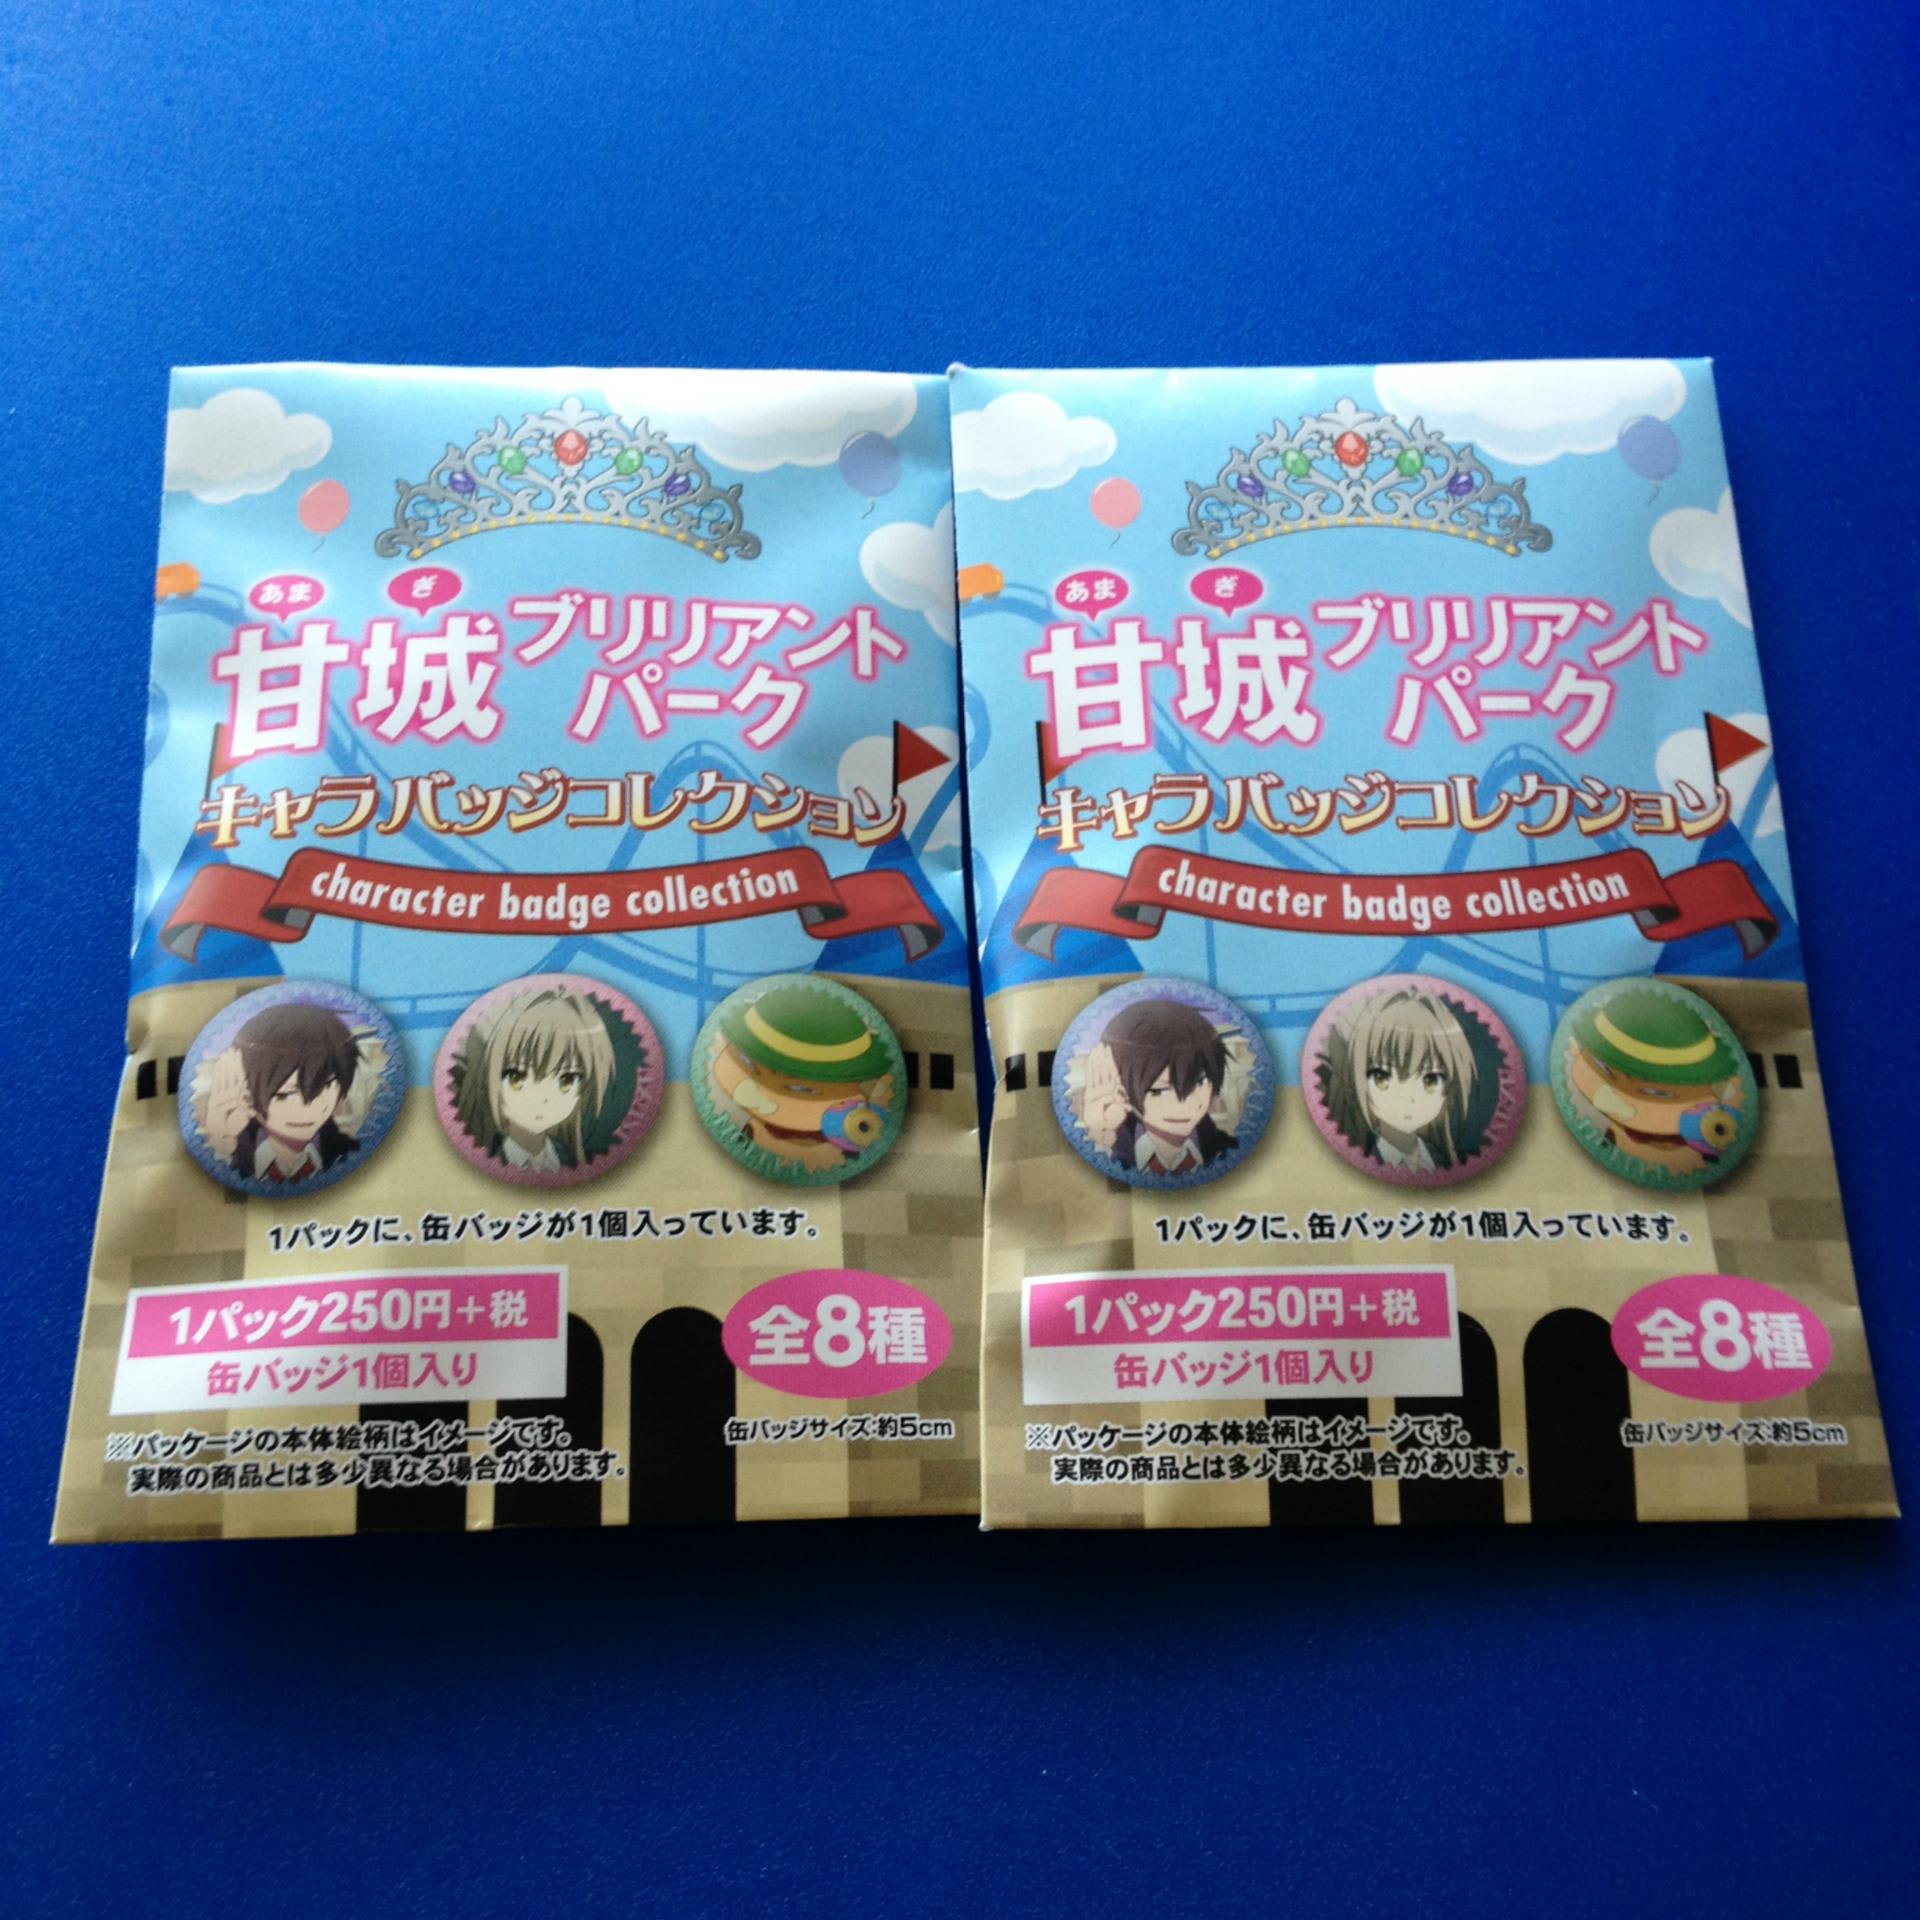 あま ぎ
甘城ブリリアント
パーク
キャラバッジコレクション
character badge collection
1パックに、缶バッジが1個入っています。
1パック250円+税
缶バッジ1個入り
全8種
缶バッジサイズ:約5cm
※パッケージの本体絵柄はイメージです。
実際の商品とは多少異なる場合があります。
あま ぎ
甘城ブリリアント
パーク
キャラバッジコレクション
character badge collection
1パックに、缶バッジが1個入っています。
1パック250円+税
缶バッジ1個入り
全8種
缶バッジサイズ:約5cm
※パッケージの本体絵柄はイメージです。
実際の商品とは多少異なる場合があります。